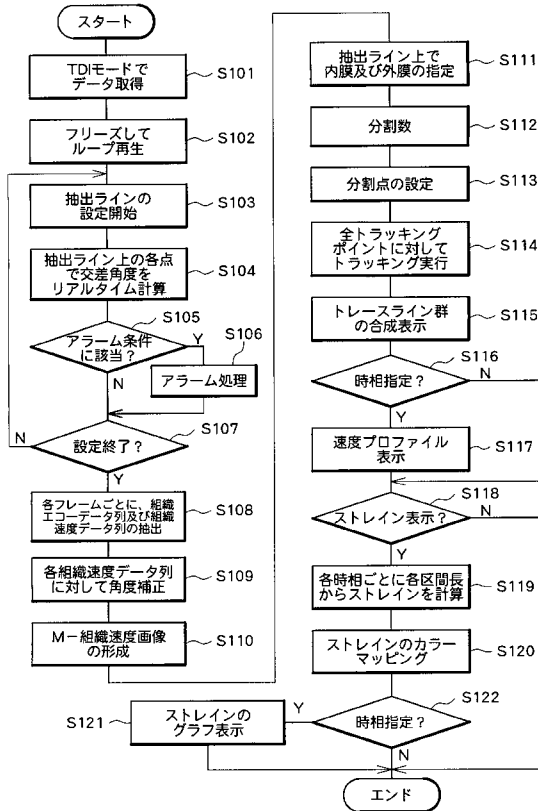 スタート
TDIモードで
データ取得
S101
フリーズして
ループ再生
S102
抽出ラインの
設定開始
S103
抽出ライン上の各点
で交差角度を
リアルタイム計算
S104
アラーム条件
に該当？
S105
Y
N
アラーム処理
S106
設定終了？
S107
N
Y
各フレームごとに、組織
エコーデータ列及び組織
速度データ列の抽出
S108
各組織速度データ列
に対して角度補正
S109
M－組織速度画像
の形成
S110
抽出ライン上で
内膜及び外膜の指定
S111
分割数
S112
分割点の設定
S113
全トラッキング
ポイントに対して
トラッキング実行
S114
トレースライン群
の合成表示
S115
時相指定？
S116
N
Y
速度プロファイル
表示
S117
ストレイン表示？
S118
N
Y
各時相ごとに各区間長
からストレインを計算
S119
ストレインのカラー
マッピング
S120
時相指定？
S122
Y
N
ストレインの
グラフ表示
S121
エンド